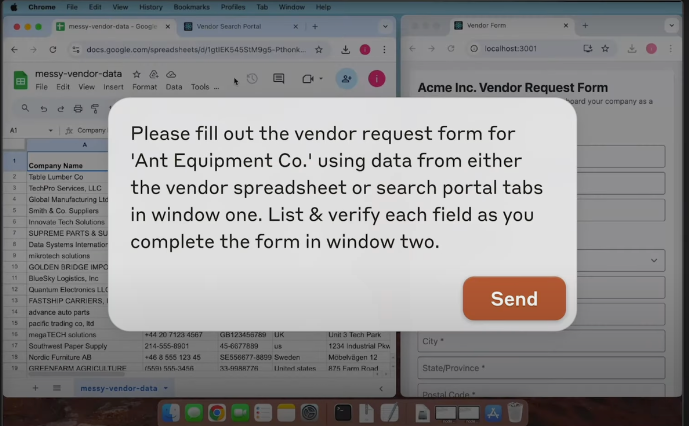 Chrome File Edit View History Bookmarks Profiles Tab Window Help
messy-vendor-data - Google
Vendor Search Portal
docs.google.com/spreadsheets/d/1gtlEK545StM9g5-Pthonk...
messy-vendor-data
File Edit View Insert Format Data Tools ...
A1
fx Company
A
1 Company Name
2 Table Lumber Co
3 TechPro Services, LLC
4 Global Manufacturing Ltd
5 Smith & Co. Suppliers
6 Innovate Tech Solutions
7 SUPREME PARTS & SU
8 Data Systems Internation
9 mikrotech solutions
10 GOLDEN BRIDGE IMPO
11 BlueSky Logistics, Inc
12 Quantum Electronics LL
13 FASTSHIP CARRIERS,
14 advance auto parts
15 pacific trading co, ltd
16 megaTECH solutions +44 20 7123 4567 GB123456789 UK Unit 3 Tech Park
17 Southwest Paper Supply 214-555-8901 45-6677889 us 1234 Industrial Pkw
18 Nordic Furniture AB +46 8 555 123 45 SE556677-8899 Sweden Möbelvägen 12
19 GREENFARM AGRICULTURE (559) 555-3456 33-9988776 United states 875 Farm Road
messy-vendor-data
Vendor Form
localhost:3001
Acme Inc. Vendor Request Form
board your company as a
City *
State/Province *
Postal Code *
Please fill out the vendor request form for
'Ant Equipment Co.' using data from either
the vendor spreadsheet or search portal tabs
in window one. List & verify each field as you
complete the form in window two.
Send